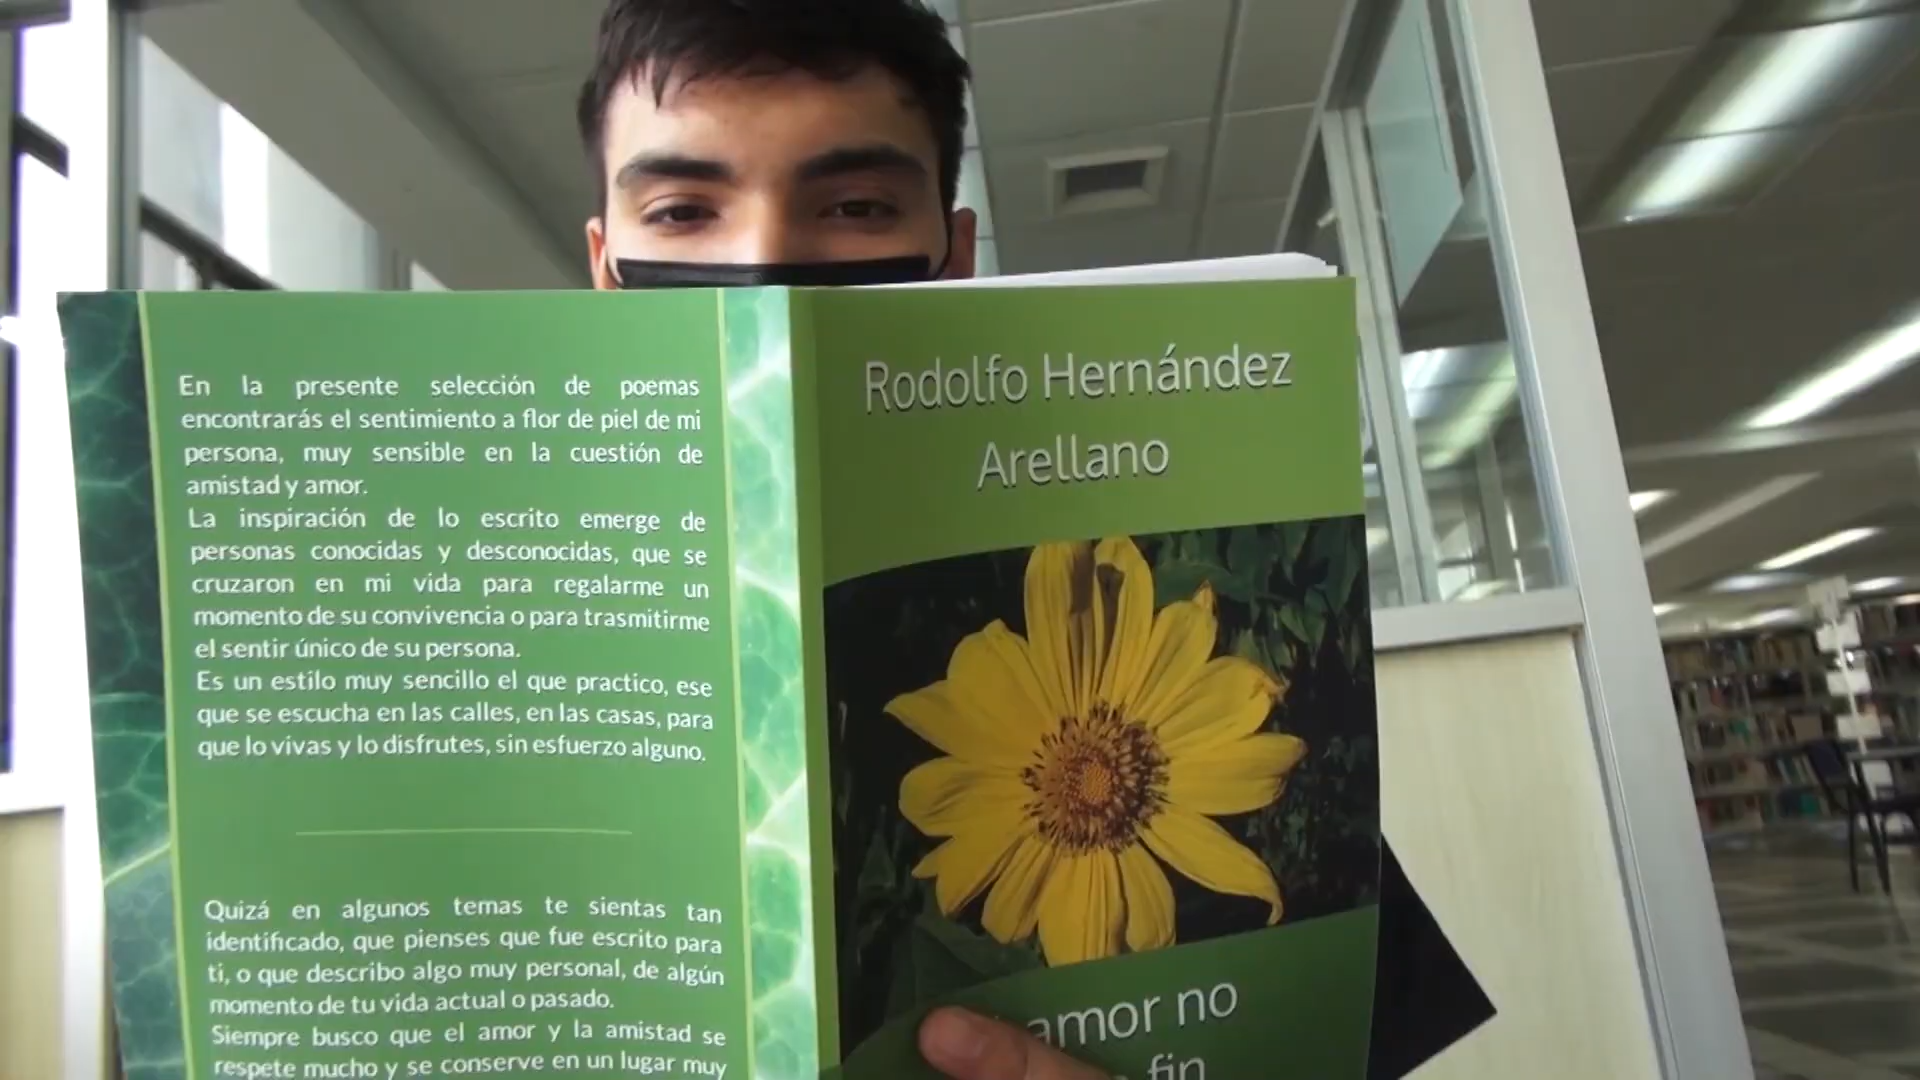 En la presente selección de poemas
encontrarás el sentimiento a flor de piel de mi
persona, muy sensible en la cuestión de
amistad y amor.
La inspiración de lo escrito emerge de
personas conocidas y desconocidas, que se
cruzaron en mi vida para regalarme un
momento de su convivencia o para trasmitirme
el sentir único de su persona.
Es un estilo muy sencillo el que practico, ese
que se escucha en las calles, en las casas, para
que lo vivas y lo disfrutes, sin esfuerzo alguno.
Quizá en algunos temas te sientas tan
identificado, que pienses que fue escrito para
ti, o que describo algo muy personal, de algún
momento de tu vida actual o pasado.
Siempre busco que el amor y la amistad se
respete mucho y se conserve en un lugar muy
Rodolfo Hernández
Arellano
amor no
fin